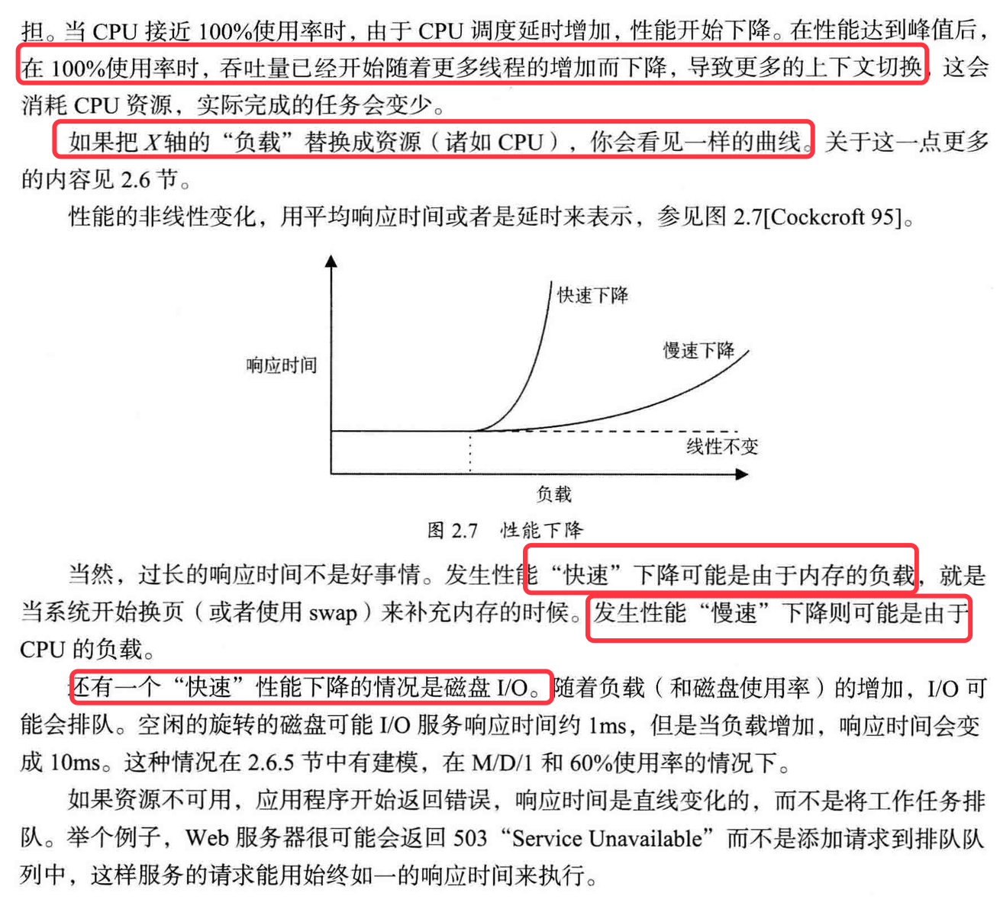 担。当 CPU 接近 100%使用率时，由于 CPU 调度延时增加，性能开始下降。在性能达到峰值后，
在 100%使用率时，吞吐量已经开始随着更多线程的增加而下降，导致更多的上下文切换，这会
消耗 CPU 资源，实际完成的任务会变少。
如果把 X 轴的“负载”替换成资源（诸如 CPU），你会看见一样的曲线。关于这一点更多
的内容见 2.6 节。
性能的非线性变化，用平均响应时间或者是延时来表示，参见图 2.7[Cockcroft 95]。
快速下降
慢速下降
响应时间
线性不变
负载
图 2.7 性能下降
当然，过长的响应时间不是好事情。发生性能“快速”下降可能是由于内存的负载，就是
当系统开始换页（或者使用 swap）来补充内存的时候。发生性能“慢速”下降则可能是由于
CPU 的负载。
还有一个“快速”性能下降的情况是磁盘 I/O。随着负载（和磁盘使用率）的增加，I/O 可
能会排队。空闲的旋转的磁盘可能 I/O 服务响应时间约 1ms，但是当负载增加，响应时间会变
成 10ms。这种情况在 2.6.5 节中有建模，在 M/D/1 和 60%使用率的情况下。
如果资源不可用，应用程序开始返回错误，响应时间是直线变化的，而不是将工作任务排
队。举个例子，Web 服务器很可能会返回 503“Service Unavailable”而不是添加请求到排队队
列中，这样服务的请求能用始终如一的响应时间来执行。